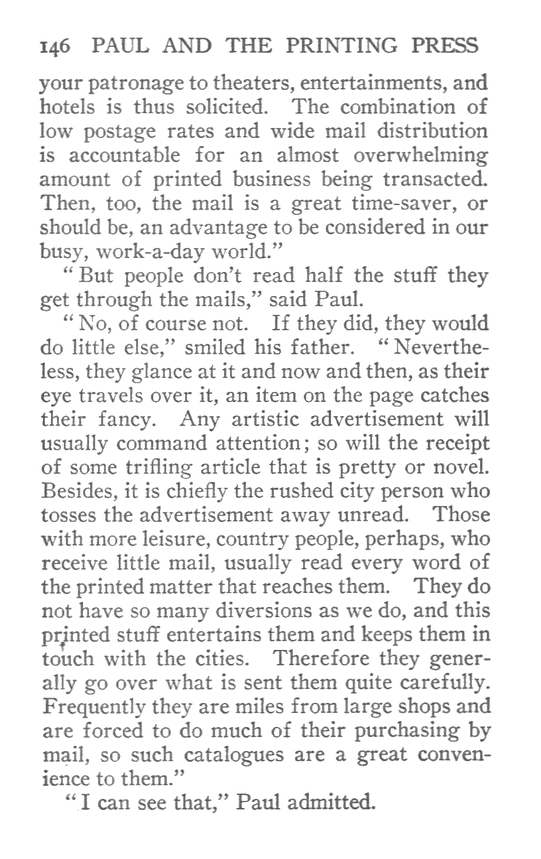 146 PAUL AND THE PRINTING PRESS
your patronage to theaters, entertainments, and
hotels is thus solicited. The combination of
low postage rates and wide mail distribution
is accountable for an almost overwhelming
amount of printed business being transacted.
Then, too, the mail is a great time-saver, or
should be, an advantage to be considered in our
busy, work-a-day world.”
“But people don’t read half the stuff they
get through the mails,” said Paul.
“No, of course not. If they did, they would
do little else,” smiled his father. “Neverthe-
less, they glance at it and now and then, as their
eye travels over it, an item on the page catches
their fancy. Any artistic advertisement will
usually command attention; so will the receipt
of some trifling article that is pretty or novel.
Besides, it is chiefly the rushed city person who
tosses the advertisement away unread. Those
with more leisure, country people, perhaps, who
receive little mail, usually read every word of
the printed matter that reaches them. They do
not have so many diversions as we do, and this
printed stuff entertains them and keeps them in
touch with the cities. Therefore they gener-
ally go over what is sent them quite carefully.
Frequently they are miles from large shops and
are forced to do much of their purchasing by
mail, so such catalogues are a great conven-
ience to them.”
“I can see that,” Paul admitted.